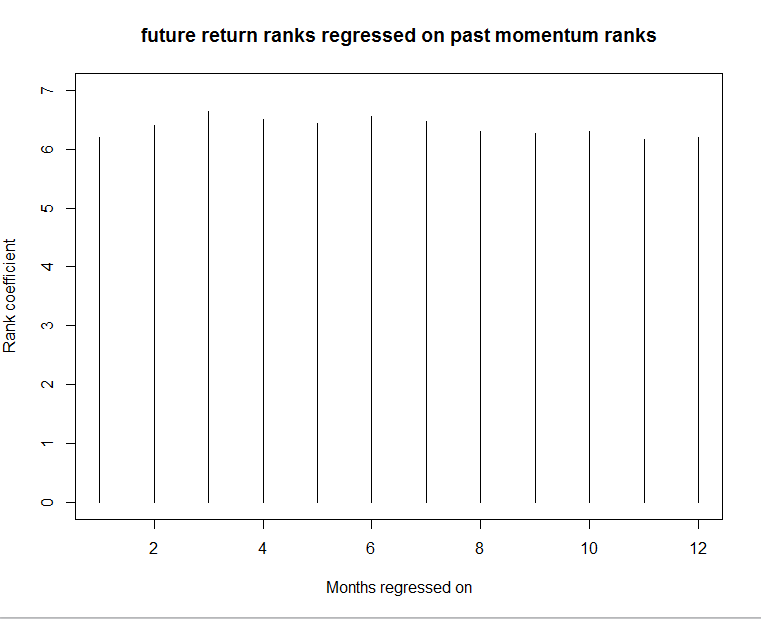 future return ranks regressed on past momentum ranks
Rank coefficient
7
6
5
4
3
2
1
0
2 4 6 8 10 12
Months regressed on